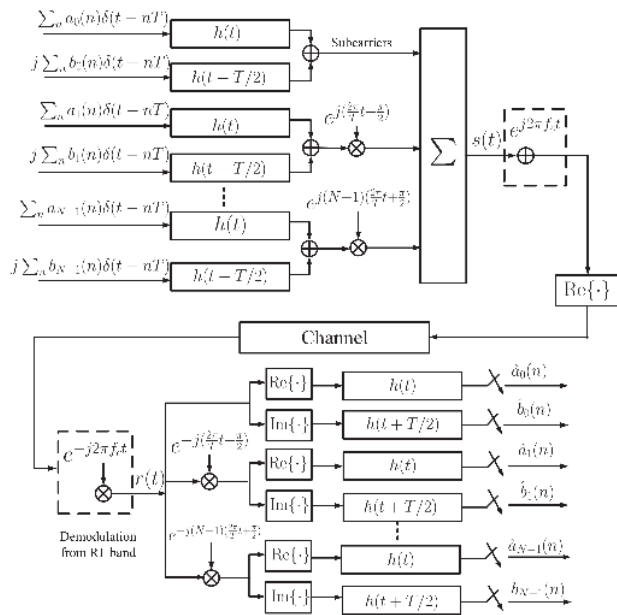 ∑ₙ a₀(n)δ(t − nT)
h(t)
j ∑ₙ b₀(n)δ(t − nT)
h(t − T/2)
Subcarriers
∑ₙ a₁(n)δ(t − nT)
h(t)
e^{j(2π/T t − π/2)}
j ∑ₙ b₁(n)δ(t − nT)
h(t − T/2)
∑
s(t)
e^{j2πf_c t}
∑ₙ a_{N−1}(n)δ(t − nT)
h(t)
e^{j(N−1)(2π/T t + π/2)}
j ∑ₙ b_{N−1}(n)δ(t − nT)
h(t − T/2)
Re{·}
Channel
Re{·}
h(t)
â₀(n)
Im{·}
h(t + T/2)
b̂₀(n)
e^{−j2πf_c t}
r(t)
e^{−j(2π/T t − π/2)}
Re{·}
h(t)
â₁(n)
Im{·}
h(t + T/2)
b̂₁(n)
Demodulation
from RF band
e^{−j(N−1)(2π/T t + π/2)}
Re{·}
h(t)
â_{N−1}(n)
Im{·}
h(t + T/2)
b̂_{N−1}(n)